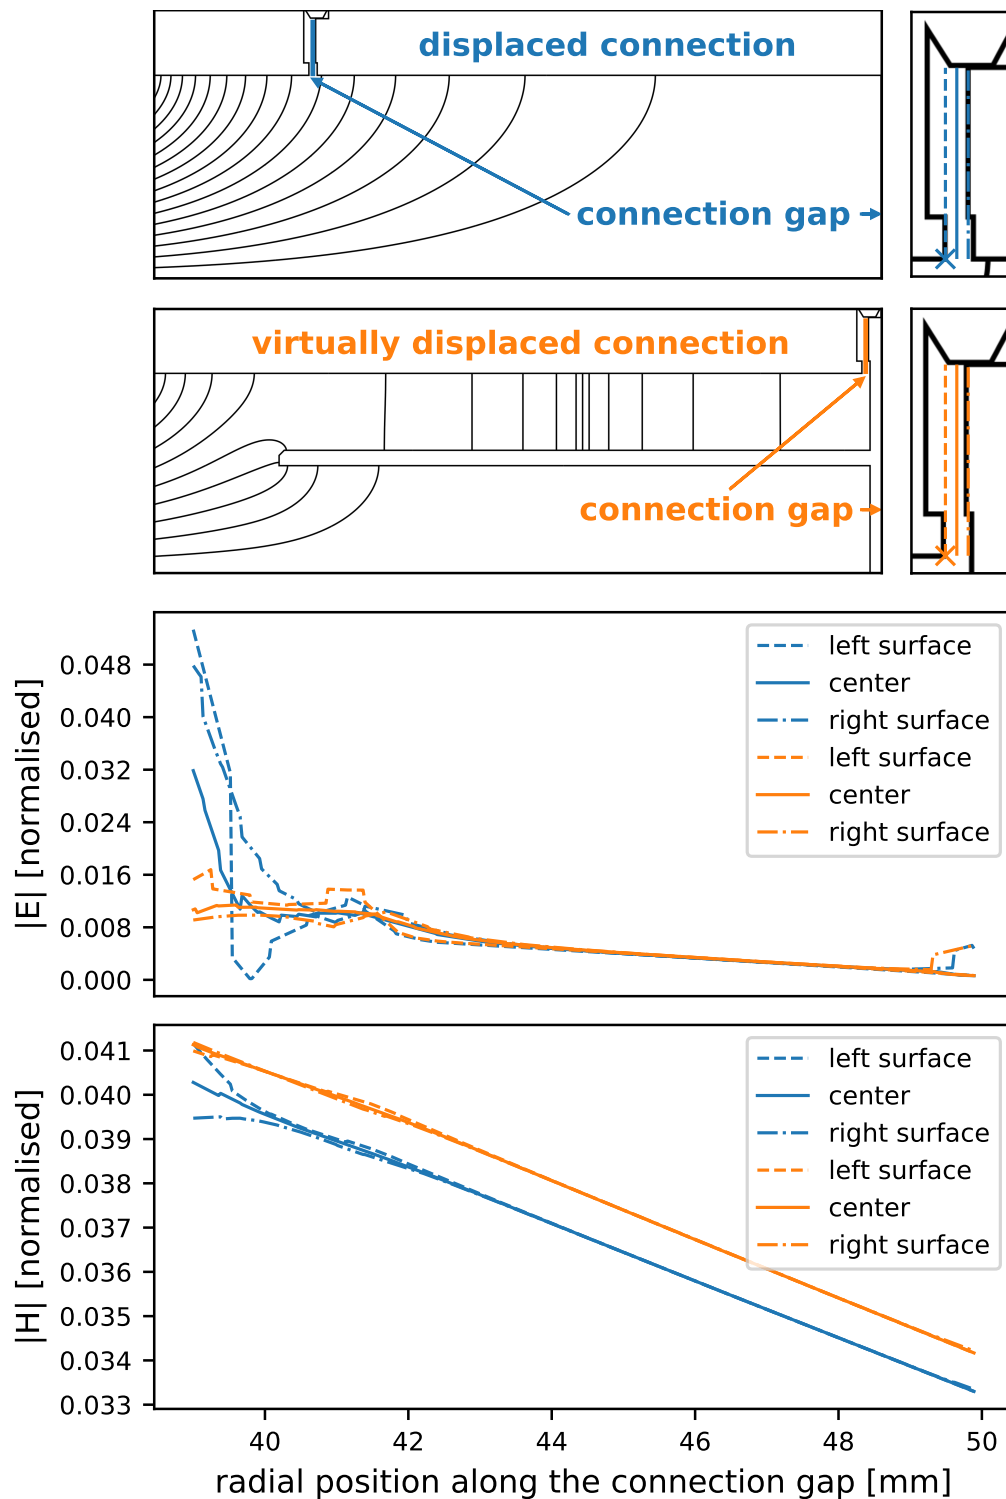 displaced connection
connection gap
virtually displaced connection
connection gap
|E| [normalised]
0.048
0.040
0.032
0.024
0.016
0.008
0.000
left surface
center
right surface
left surface
center
right surface
|H| [normalised]
0.041
0.040
0.039
0.038
0.037
0.036
0.035
0.034
0.033
left surface
center
right surface
left surface
center
right surface
40 42 44 46 48 50
radial position along the connection gap [mm]